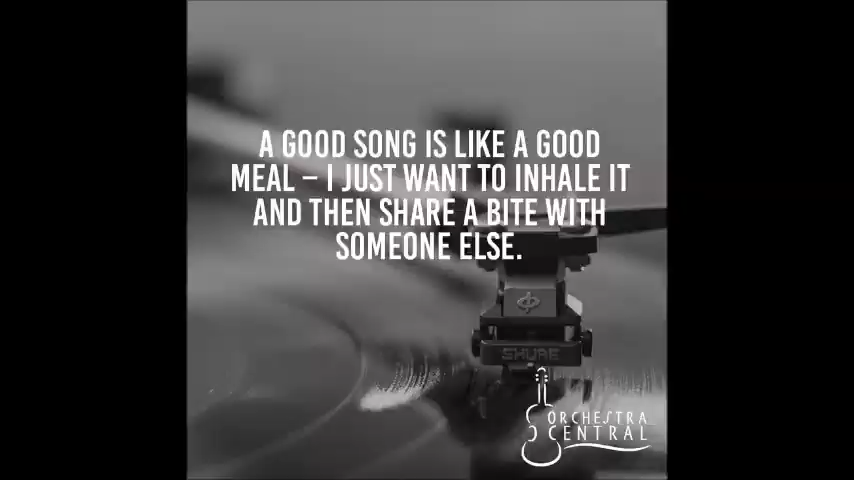 A GOOD SONG IS LIKE A GOOD
MEAL – I JUST WANT TO INHALE IT
AND THEN SHARE A BITE WITH
SOMEONE ELSE.
SHURE
ORCHESTRA
CENTRAL